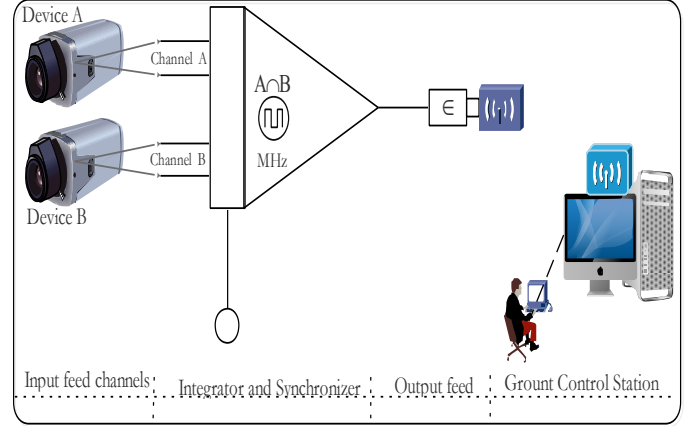 Device A
Channel A
A∩B
∈
MHz
Channel B
Device B
Input feed channels
Integrator and Synchronizer
Output feed
Grount Control Station